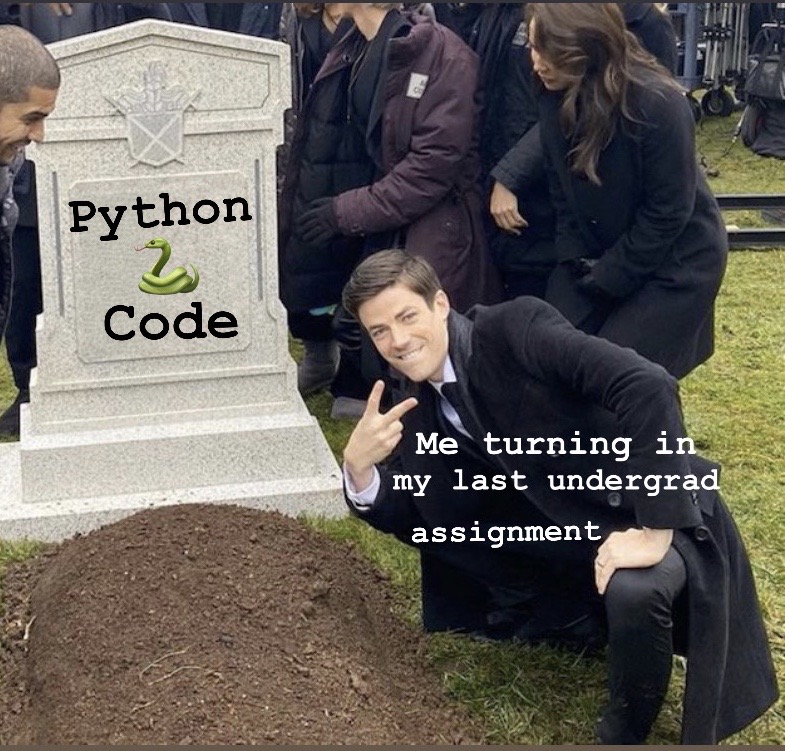 Python
Code
Me turning in
my last undergrad
assignment